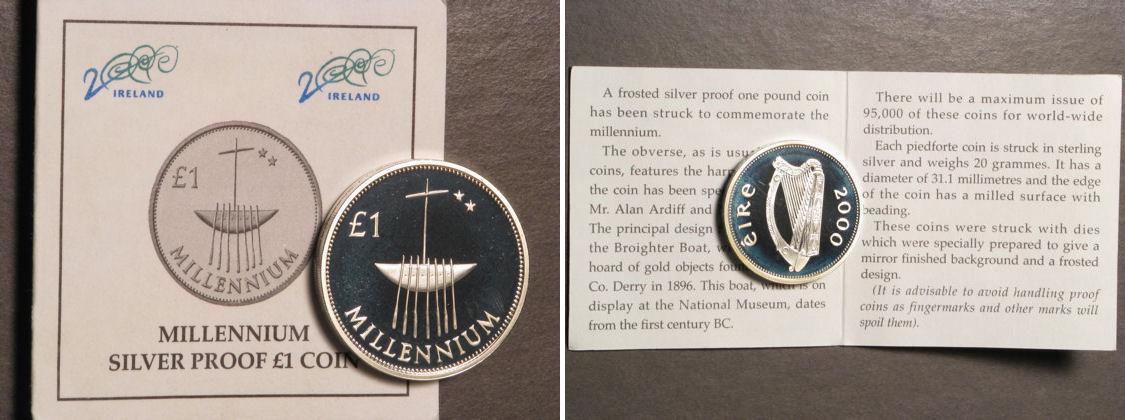 2000
IRELAND
2000
IRELAND
£1
MILLENNIUM
£1
MILLENNIUM
MILLENNIUM
SILVER PROOF £1 COIN
A frosted silver proof one pound coin
has been struck to commemorate the
millennium.
The obverse, as is
coins, features the
the coin has been
Mr. Alan Ardiff and
The principal design
the Broighter Boat,
hoard of gold objects
Co. Derry in 1896. This boat, which is on
display at the National Museum, dates
from the first century BC.
éIRe
2000
There will be a maximum issue of
95,000 of these coins for world-wide
distribution.
Each piedforte coin is struck in sterling
silver and weighs 20 grammes. It has a
diameter of 31.1 millimetres and the edge
of the coin has a milled surface with
beading.
These coins were struck with dies
which were specially prepared to give a
mirror finished background and a frosted
design.
(It is advisable to avoid handling proof
coins as fingermarks and other marks will
spoil them).